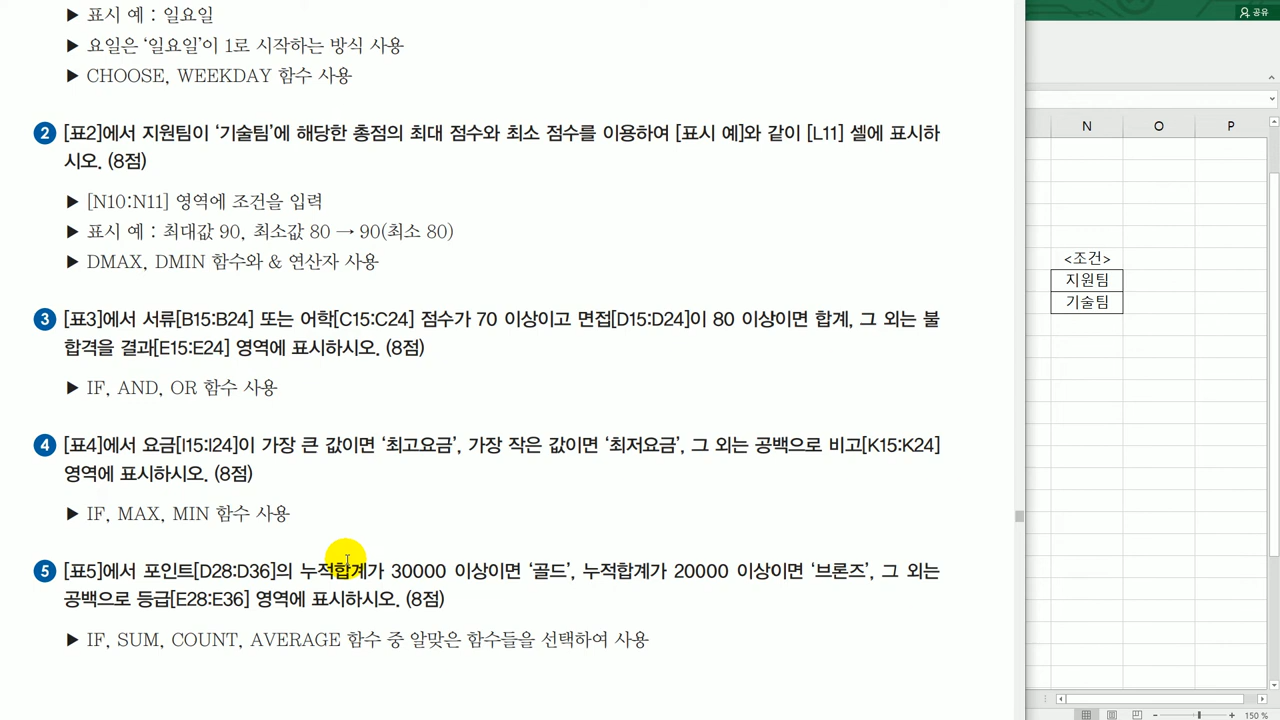 ▶ 표시 예 : 일요일
▶ 요일은 ‘일요일’이 1로 시작하는 방식 사용
▶ CHOOSE, WEEKDAY 함수 사용
2 [표2]에서 지원팀이 ‘기술팀’에 해당한 총점의 최대 점수와 최소 점수를 이용하여 [표시 예]와 같이 [L11] 셀에 표시하
시오. (8점)
▶ [N10:N11] 영역에 조건을 입력
▶ 표시 예 : 최대값 90, 최소값 80 → 90(최소 80)
▶ DMAX, DMIN 함수와 & 연산자 사용
3 [표3]에서 서류[B15:B24] 또는 어학[C15:C24] 점수가 70 이상이고 면접[D15:D24]이 80 이상이면 합계, 그 외는 불
합격을 결과[E15:E24] 영역에 표시하시오. (8점)
▶ IF, AND, OR 함수 사용
4 [표4]에서 요금[I15:I24]이 가장 큰 값이면 ‘최고요금’, 가장 작은 값이면 ‘최저요금’, 그 외는 공백으로 비고[K15:K24]
영역에 표시하시오. (8점)
▶ IF, MAX, MIN 함수 사용
5 [표5]에서 포인트[D28:D36]의 누적합계가 30000 이상이면 ‘골드’, 누적합계가 20000 이상이면 ‘브론즈’, 그 외는
공백으로 등급[E28:E36] 영역에 표시하시오. (8점)
▶ IF, SUM, COUNT, AVERAGE 함수 중 알맞은 함수들을 선택하여 사용
공유
N O P
<조건>
지원팀
기술팀
150 %